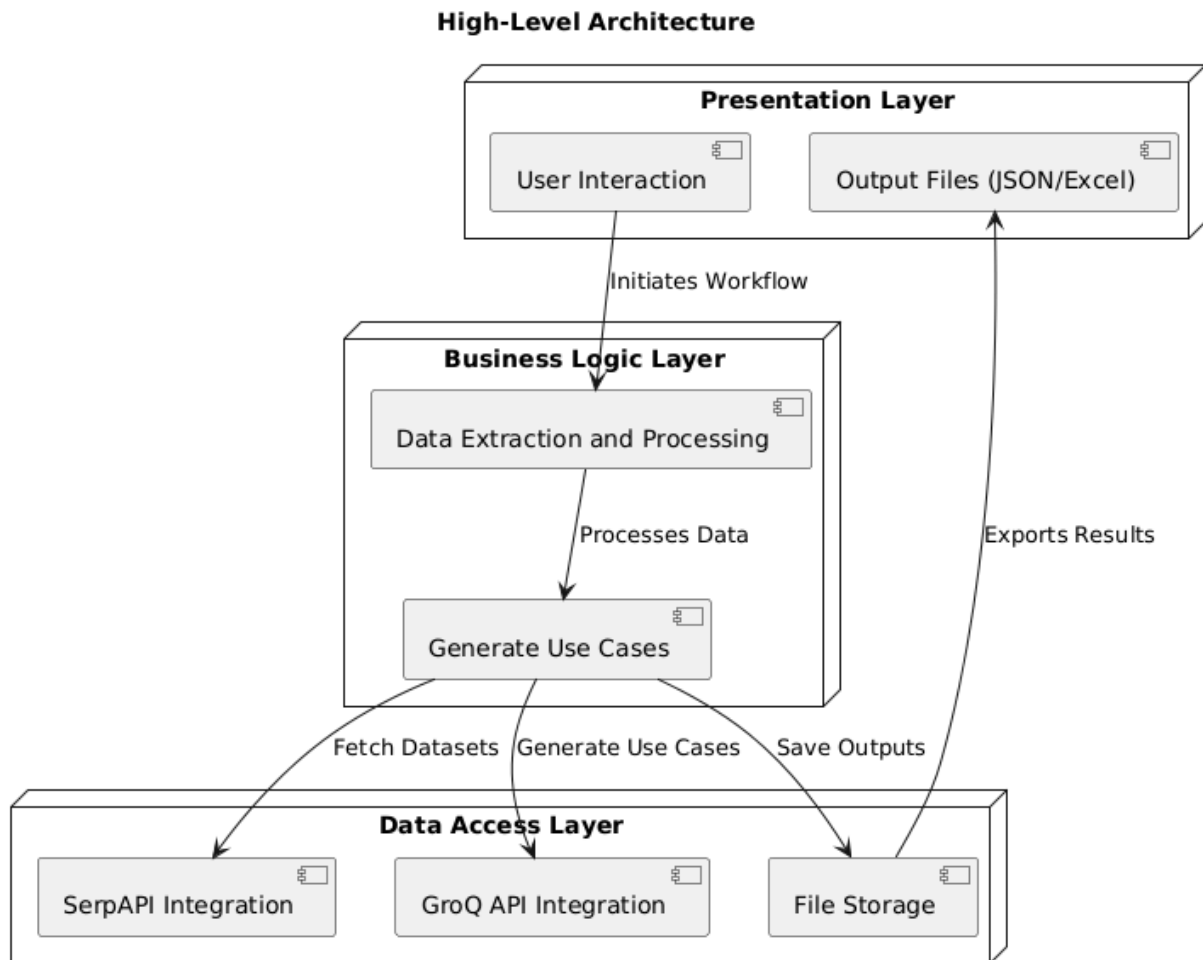 High-Level Architecture
Presentation Layer
User Interaction
Output Files (JSON/Excel)
Initiates Workflow
Business Logic Layer
Data Extraction and Processing
Processes Data
Exports Results
Generate Use Cases
Fetch Datasets
Generate Use Cases
Save Outputs
Data Access Layer
SerpAPI Integration
GroQ API Integration
File Storage